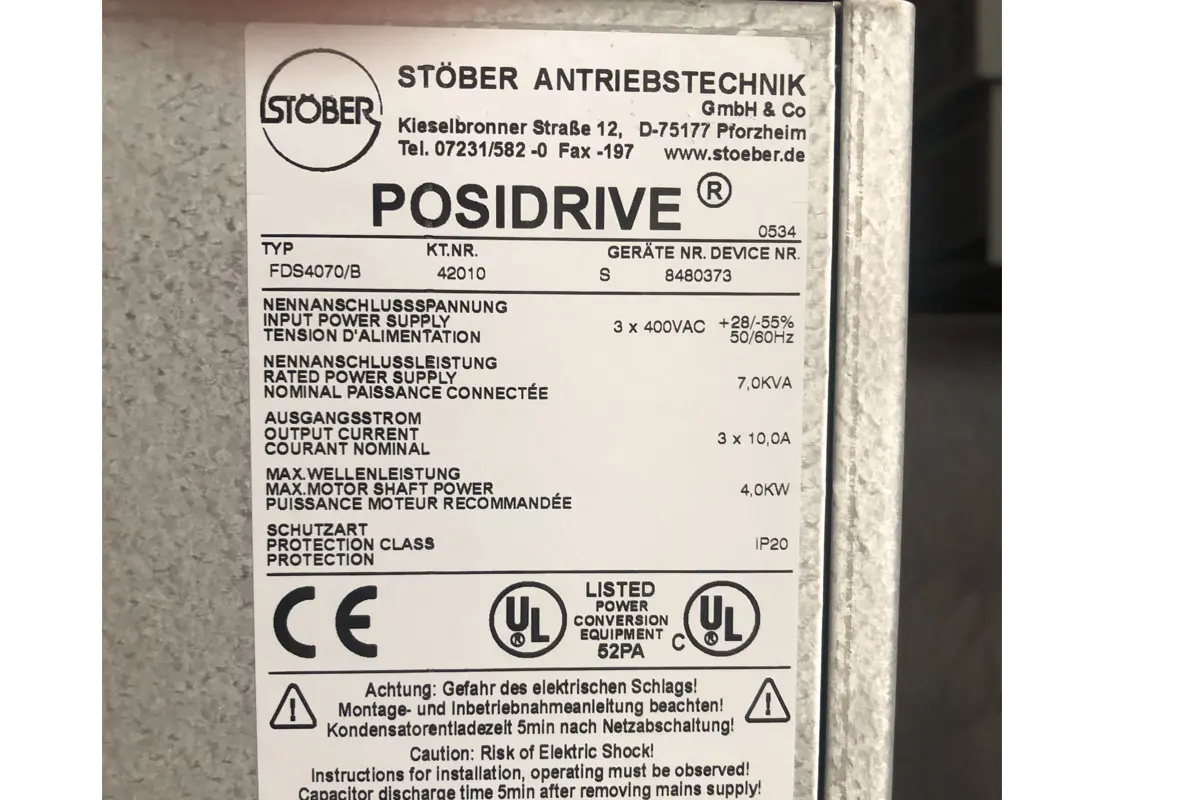 STÖBER
STÖBER ANTRIEBSTECHNIK
GmbH & Co
Kieselbronner Straße 12, D-75177 Pforzheim
Tel. 07231/582 -0 Fax -197 www.stoeber.de
POSIDRIVE ®
0534
TYP KT.NR. GERÄTE NR. DEVICE NR.
FDS4070/B 42010 S 8480373
NENNANSCHLUSSSPANNUNG
INPUT POWER SUPPLY
TENSION D'ALIMENTATION
3 x 400VAC +28/-55%
50/60Hz
NENNANSCHLUSSLEISTUNG
RATED POWER SUPPLY
NOMINAL PAISSANCE CONNECTÉE
7,0KVA
AUSGANGSSTROM
OUTPUT CURRENT
COURANT NOMINAL
3 x 10,0A
MAX.WELLENLEISTUNG
MAX.MOTOR SHAFT POWER
PUISSANCE MOTEUR RECOMMANDÉE
4,0KW
SCHUTZART
PROTECTION CLASS
PROTECTION
IP20
CE
UL ®
LISTED
POWER
CONVERSION
EQUIPMENT
52PA
C UL ®
Achtung: Gefahr des elektrischen Schlags!
Montage- und Inbetriebnahmeanleitung beachten!
Kondensatorentladezeit 5min nach Netzabschaltung!
Caution: Risk of Elektric Shock!
Instructions for installation, operating must be observed!
Capacitor discharge time 5min after removing mains supply!